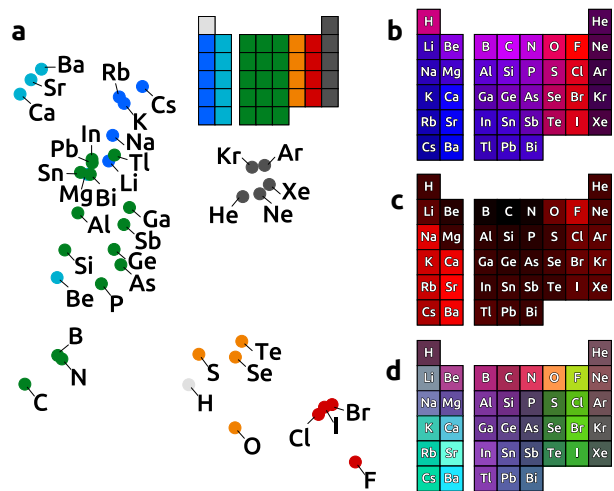 a
Ba
Sr
Ca
Rb
Cs
K
In
Na
Pb
Tl
Sn
Li
Mg
Bi
Kr
Ar
Xe
He
Ne
Al
Ga
Sb
Si
Ge
As
Be
P
B
N
C
S
Te
Se
H
O
Br
Cl
I
F
b
H He
Li Be B C N O F Ne
Na Mg Al Si P S Cl Ar
K Ca Ga Ge As Se Br Kr
Rb Sr In Sn Sb Te I Xe
Cs Ba Tl Pb Bi
c
H He
Li Be B C N O F Ne
Na Mg Al Si P S Cl Ar
K Ca Ga Ge As Se Br Kr
Rb Sr In Sn Sb Te I Xe
Cs Ba Tl Pb Bi
d
H He
Li Be B C N O F Ne
Na Mg Al Si P S Cl Ar
K Ca Ga Ge As Se Br Kr
Rb Sr In Sn Sb Te I Xe
Cs Ba Tl Pb Bi